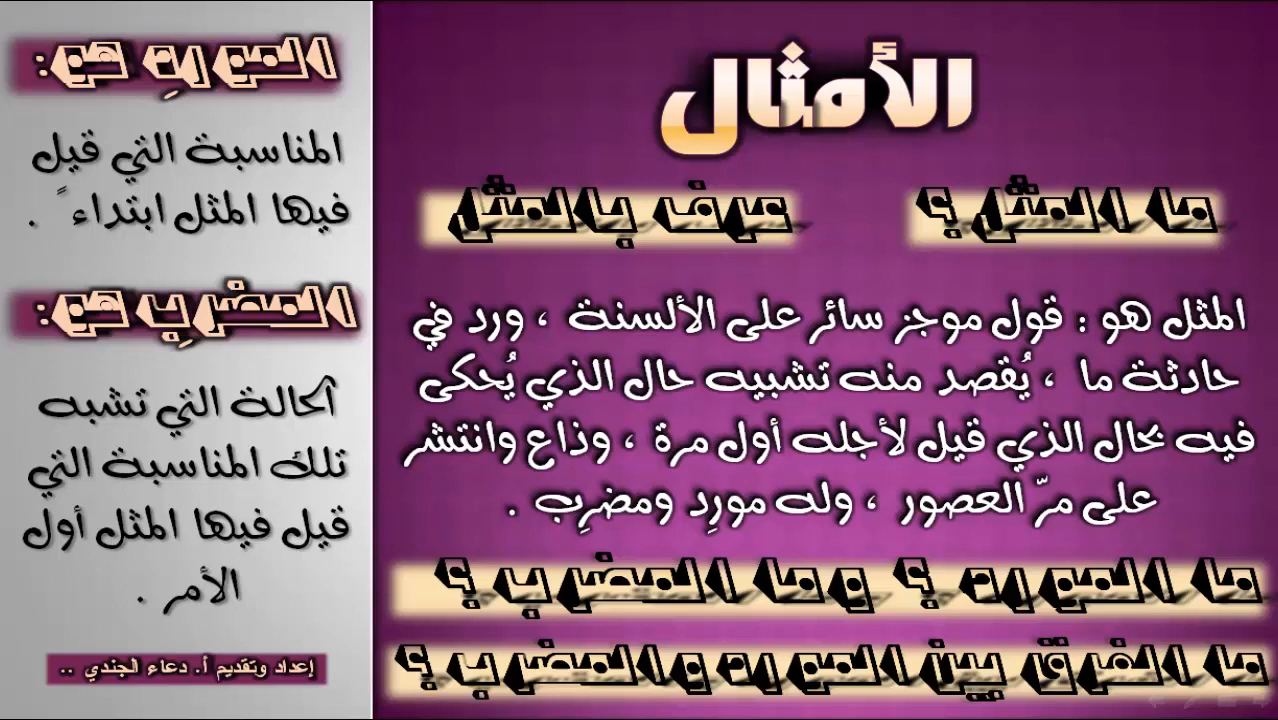 الأمثال
ما المثل ؟ عرف بالمثل
المثل هو : قول موجز سائر على الألسنة ، ورد في
حادثة ما ، يُقصد منه تشبيه حال الذي يُحكى
فيه بحال الذي قيل لأجله أول مرة ، وذاع وانتشر
على مرّ العصور ، وله مورِد ومضرِب .
ما المورد ؟ وما المضرب ؟
ما الفرق بين المورد والمضرب ؟
المورِد هو:
المناسبة التي قيل
فيها المثل ابتداء ً .
المضرِب هو:
الحالة التي تشبه
تلك المناسبة التي
قيل فيها المثل أول
الأمر .
إعداد وتقديم أ. دعاء الجندي ..